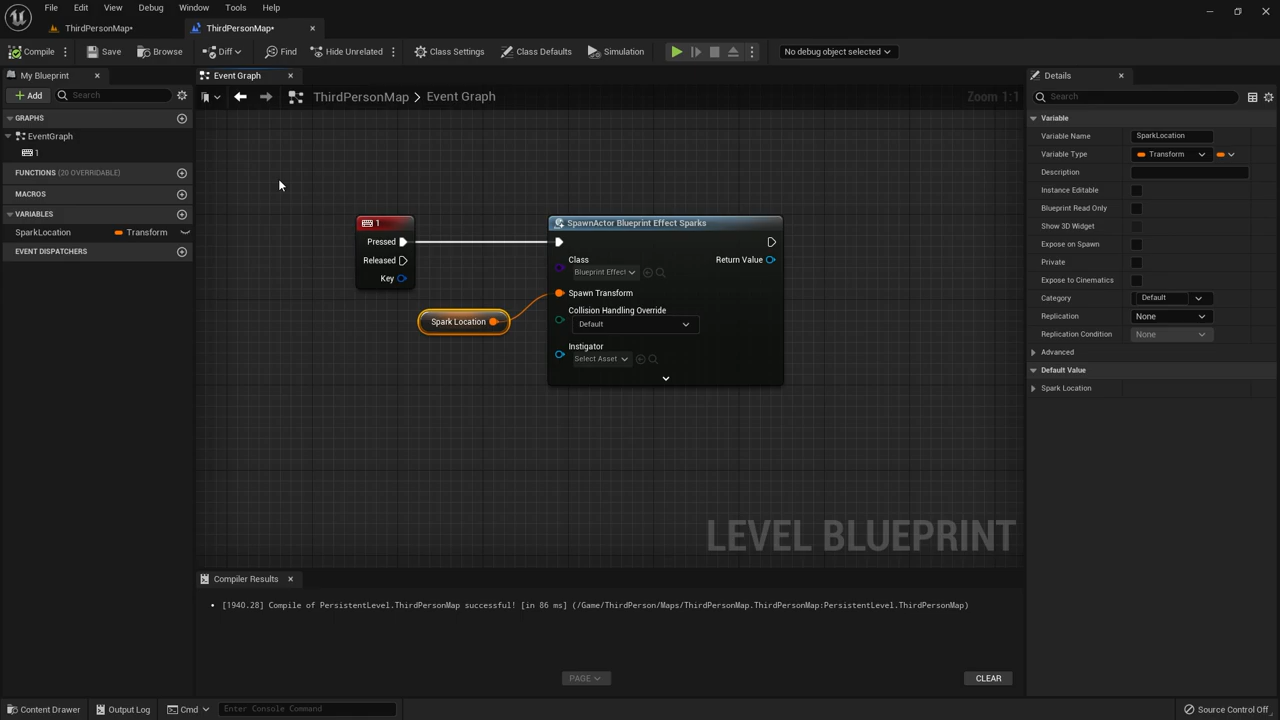 File Edit View Debug Window Tools Help
ThirdPersonMap• ThirdPersonMap•
Compile Save Browse Diff Find Hide Unrelated Class Settings Class Defaults Simulation No debug object selected
My Blueprint Event Graph Details
Add Search ThirdPersonMap > Event Graph Zoom 1:1 Search
GRAPHS
EventGraph
1
FUNCTIONS (20 OVERRIDABLE)
MACROS
VARIABLES
SparkLocation Transform
EVENT DISPATCHERS
1
Pressed
Released
Key
Spark Location
SpawnActor Blueprint Effect Sparks
Class Return Value
Blueprint Effect
Spawn Transform
Collision Handling Override
Default
Instigator
Select Asset
LEVEL BLUEPRINT
Variable
Variable Name SparkLocation
Variable Type Transform
Description
Instance Editable
Blueprint Read Only
Show 3D Widget
Expose on Spawn
Private
Expose to Cinematics
Category Default
Replication None
Replication Condition None
Advanced
Default Value
Spark Location
Compiler Results
• [1940.28] Compile of PersistentLevel.ThirdPersonMap successful! [in 86 ms] (/Game/ThirdPerson/Maps/ThirdPersonMap.ThirdPersonMap:PersistentLevel.ThirdPersonMap)
PAGE CLEAR
Content Drawer Output Log Cmd Enter Console Command Source Control Off